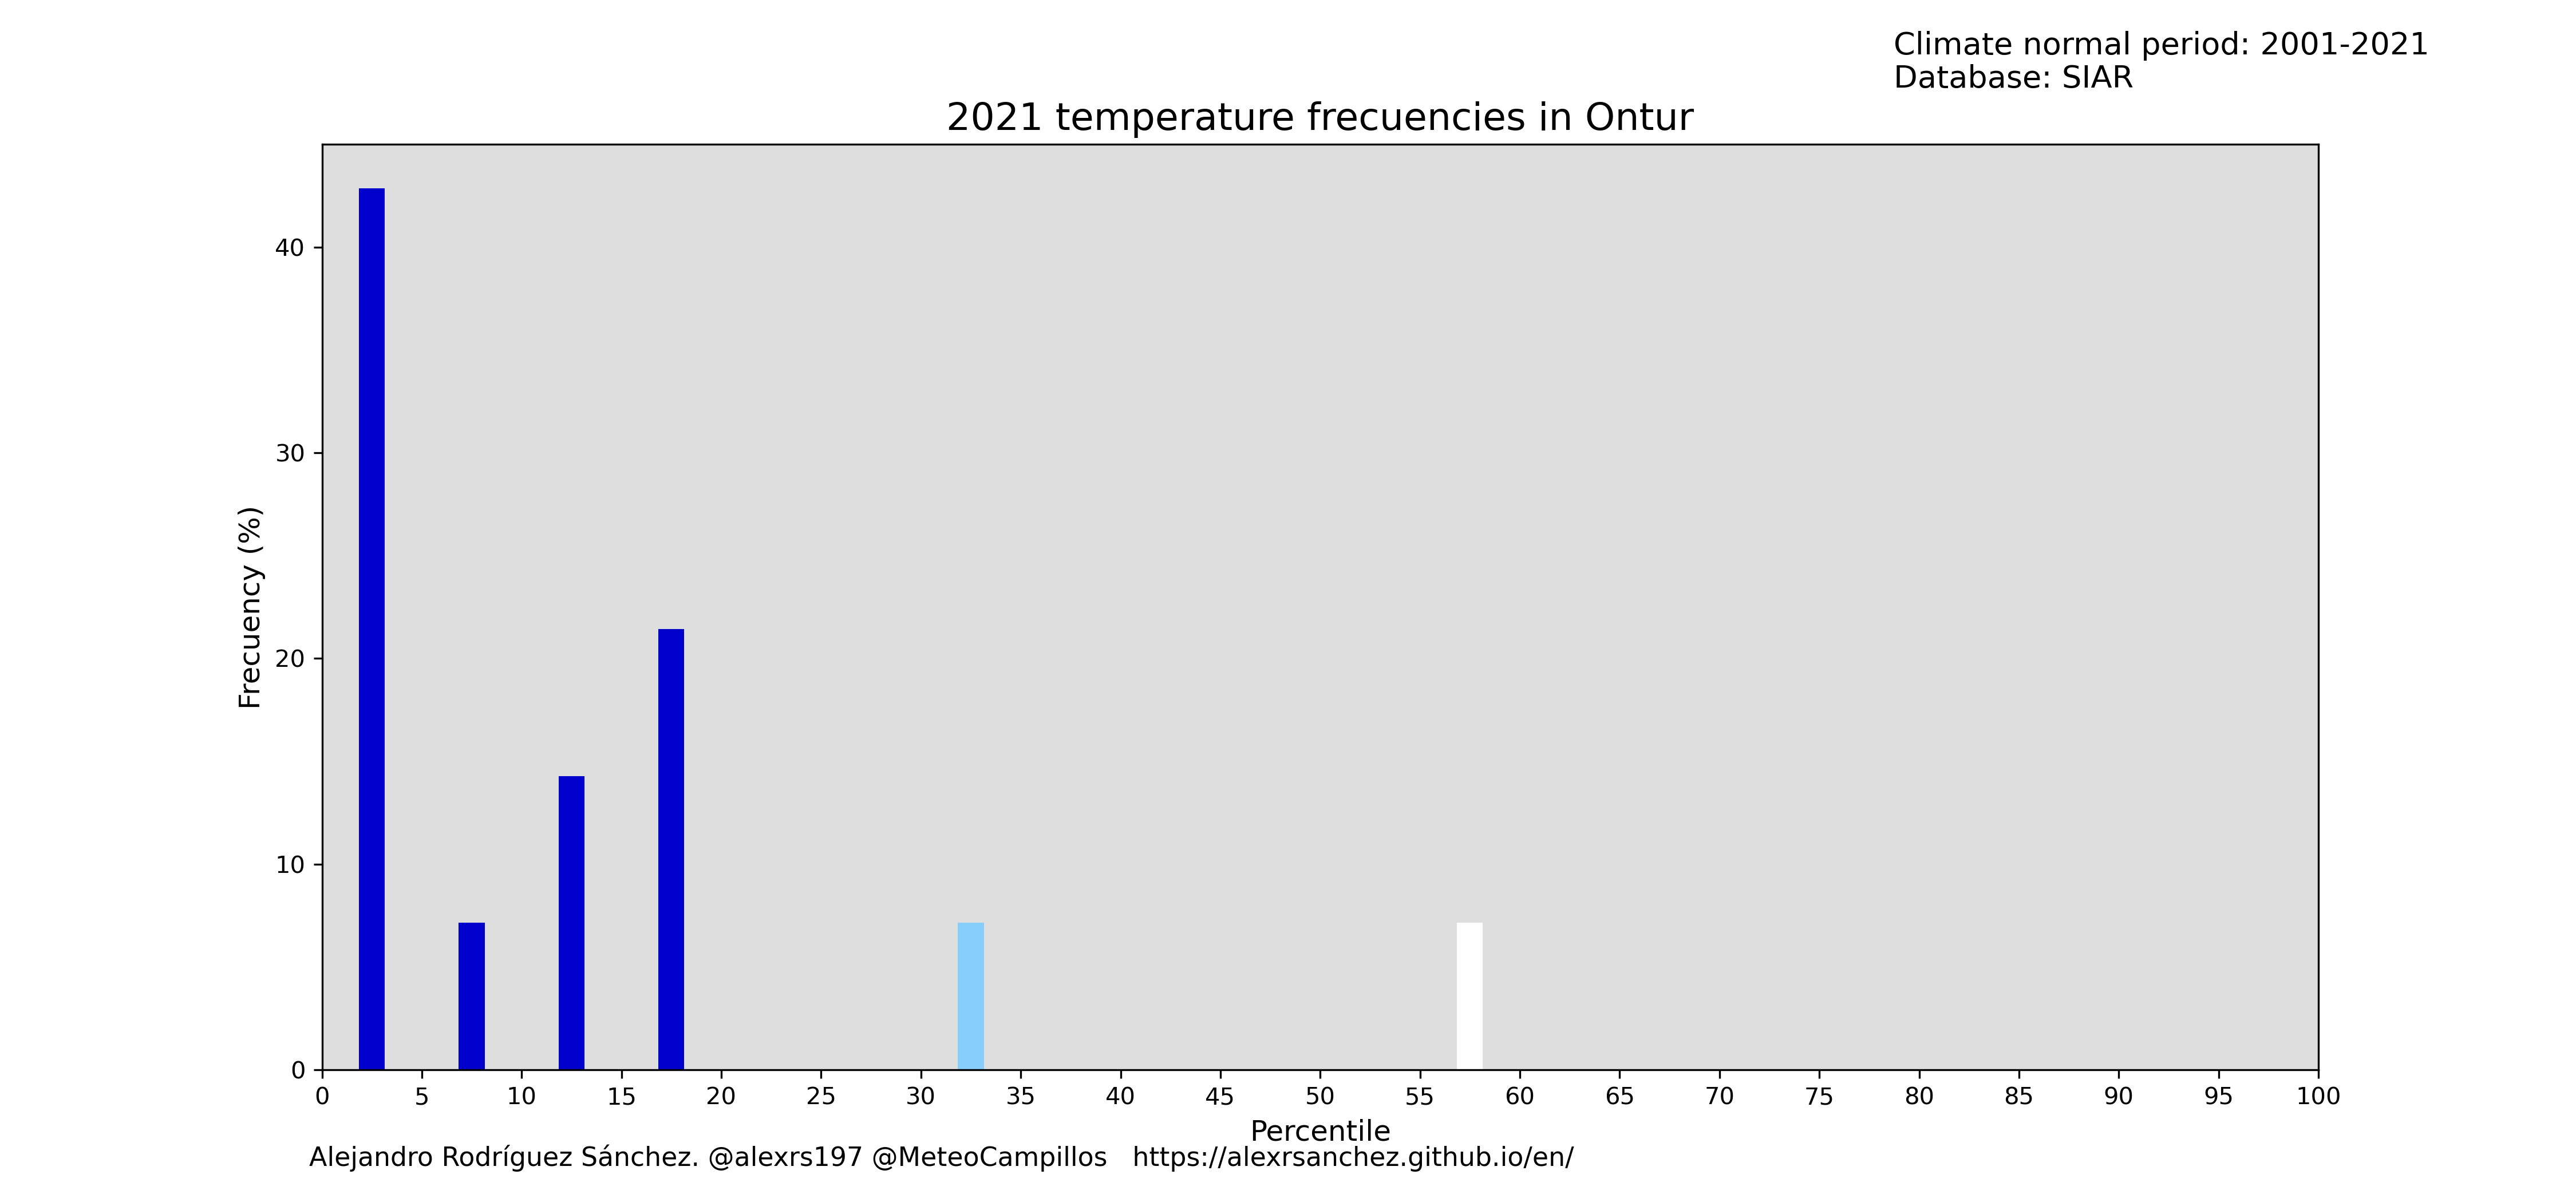 Climate normal period: 2001-2021
Database: SIAR
2021 temperature frecuencies in Ontur
Frecuency (%)
40
30
20
10
0
0 5 10 15 20 25 30 35 40 45 50 55 60 65 70 75 80 85 90 95 100
Percentile
Alejandro Rodríguez Sánchez. @alexrs197 @MeteoCampillos https://alexrsanchez.github.io/en/